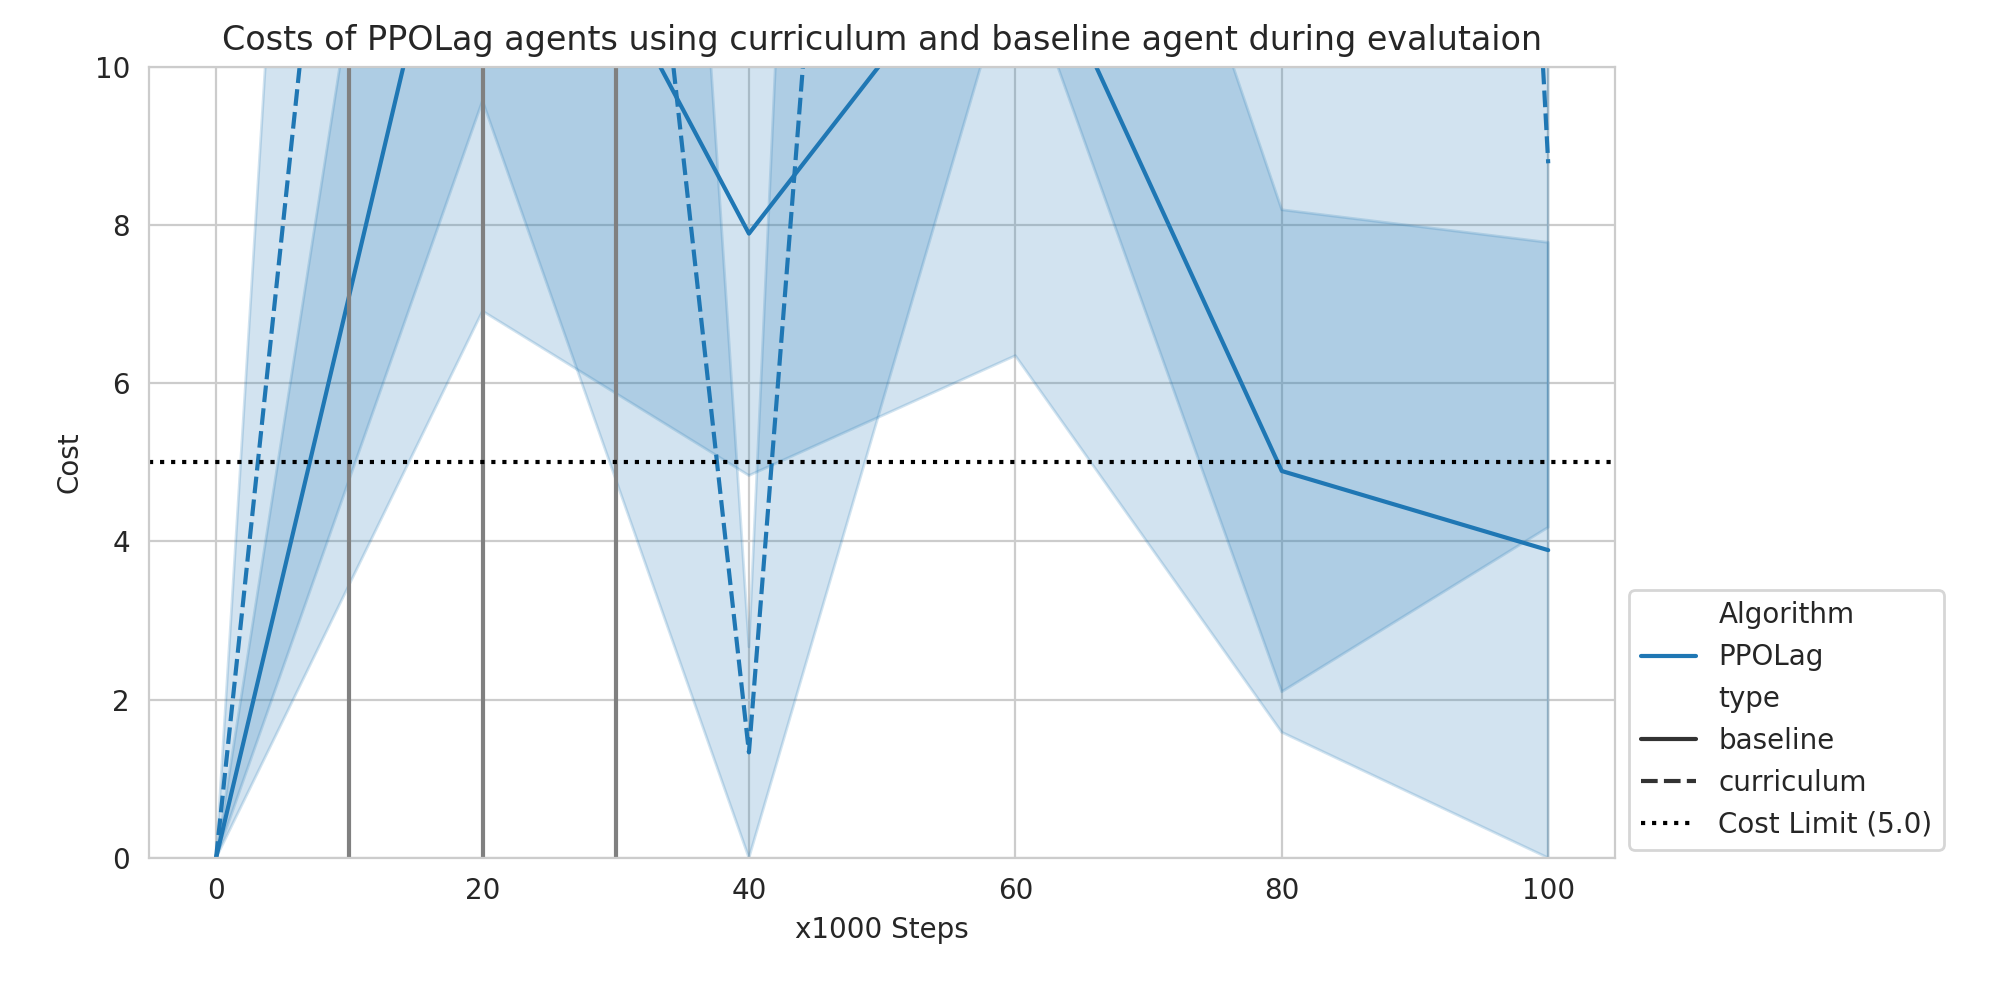 Costs of PPOLag agents using curriculum and baseline agent during evalutaion
10
8
6
4
2
0
Cost
0 20 40 60 80 100
x1000 Steps
Algorithm
PPOLag
type
baseline
curriculum
Cost Limit (5.0)